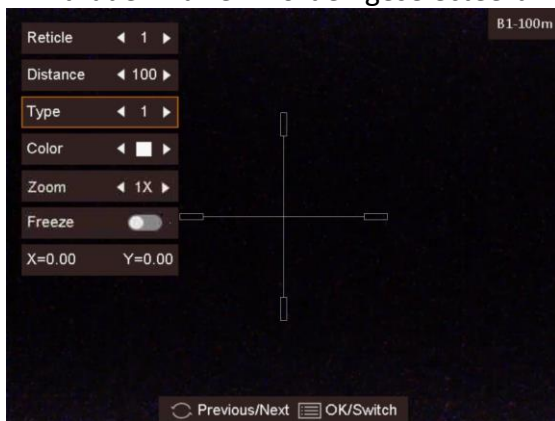 B1-100m
Reticle 1
Distance 100
Type 1
Color
Zoom 1X
Freeze
X=0.00 Y=0.00
Previous/Next OK/Switch